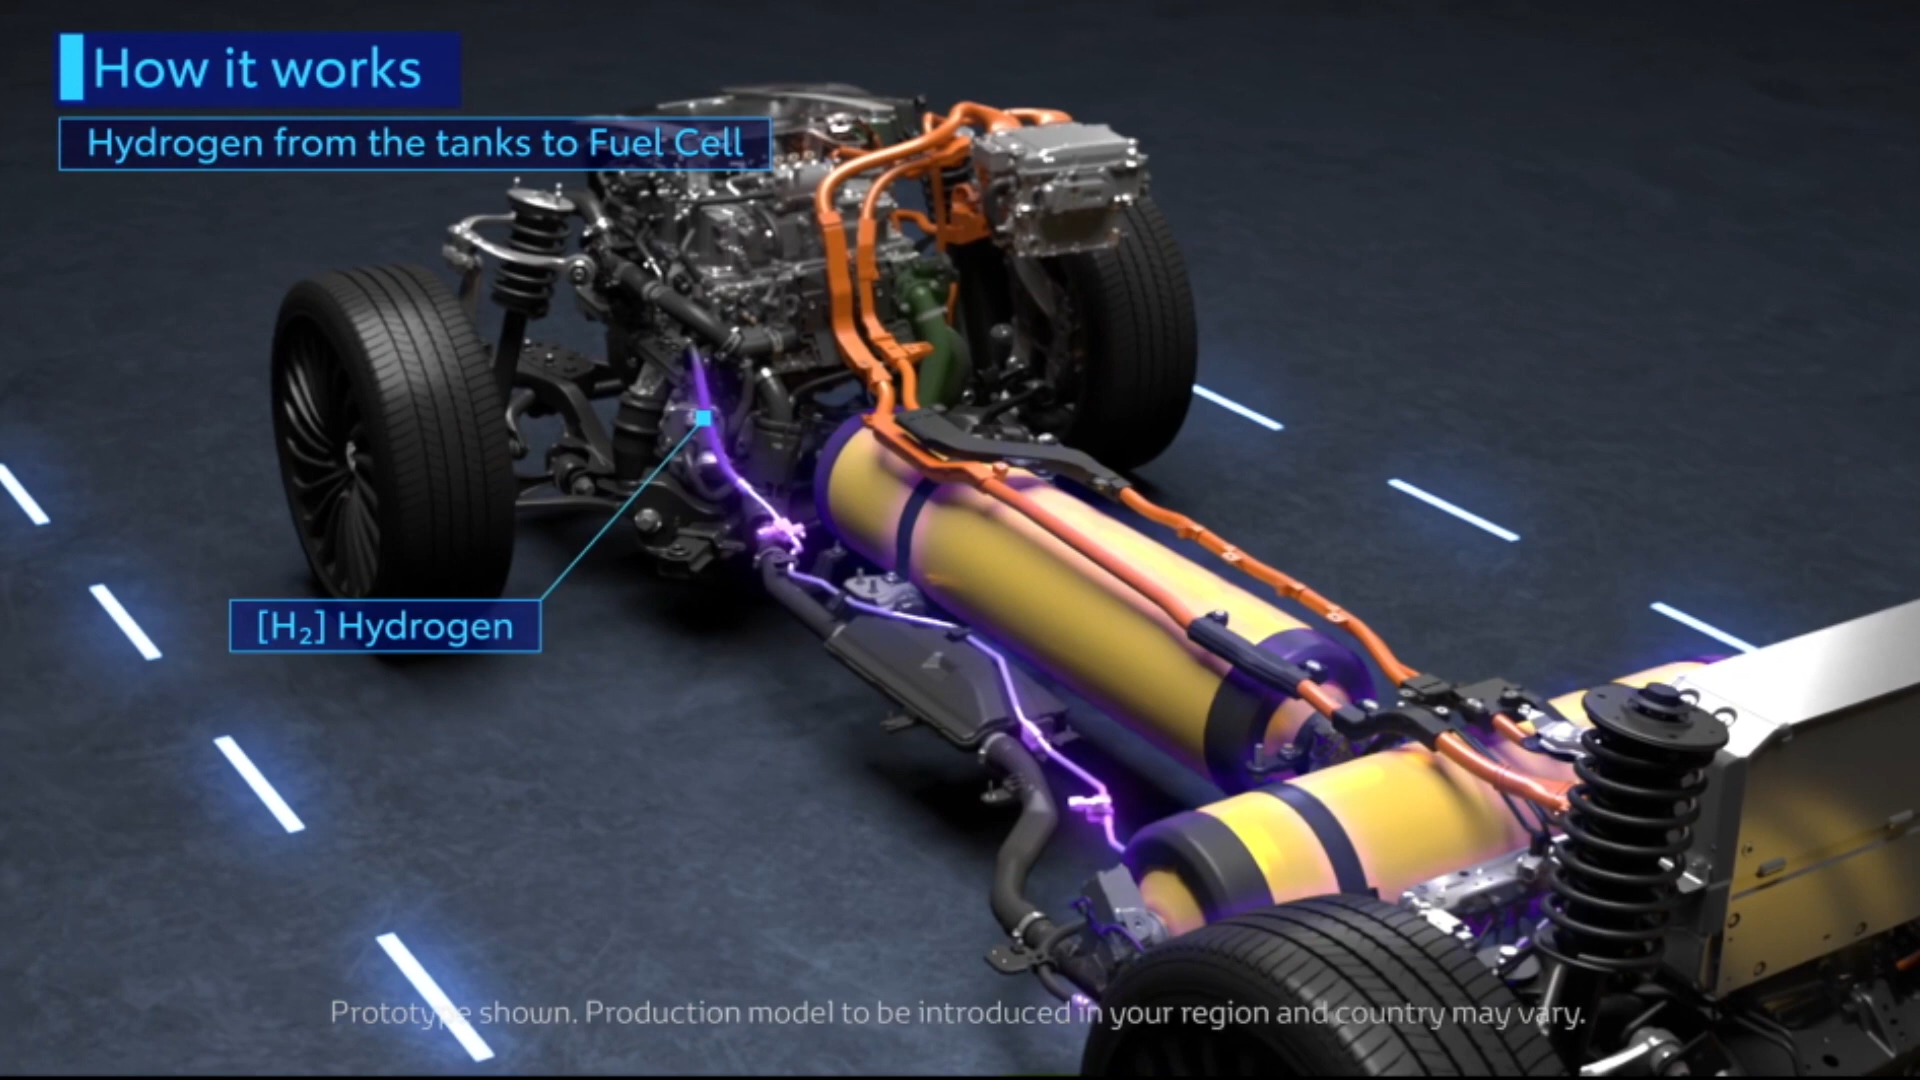 How it works
Hydrogen from the tanks to Fuel Cell
[H₂] Hydrogen
Prototype shown. Production model to be introduced in your region and country may vary.